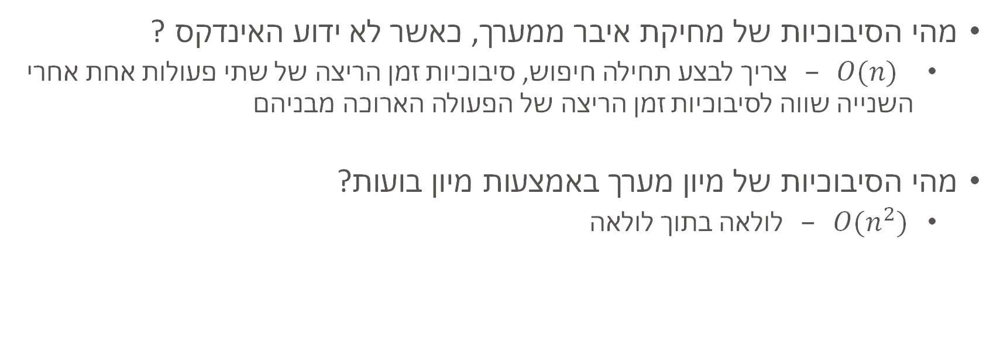 • מהי הסיבוכיות של מחיקת איבר ממערך, כאשר לא ידוע האינדקס ?
• O(n) – צריך לבצע תחילה חיפוש, סיבוכיות זמן הריצה של שתי פעולות אחת אחרי
השנייה שווה לסיבוכיות זמן הריצה של הפעולה הארוכה מבניהם
• מהי הסיבוכיות של מיון מערך באמצעות מיון בועות?
• O(n²) – לולאה בתוך לולאה